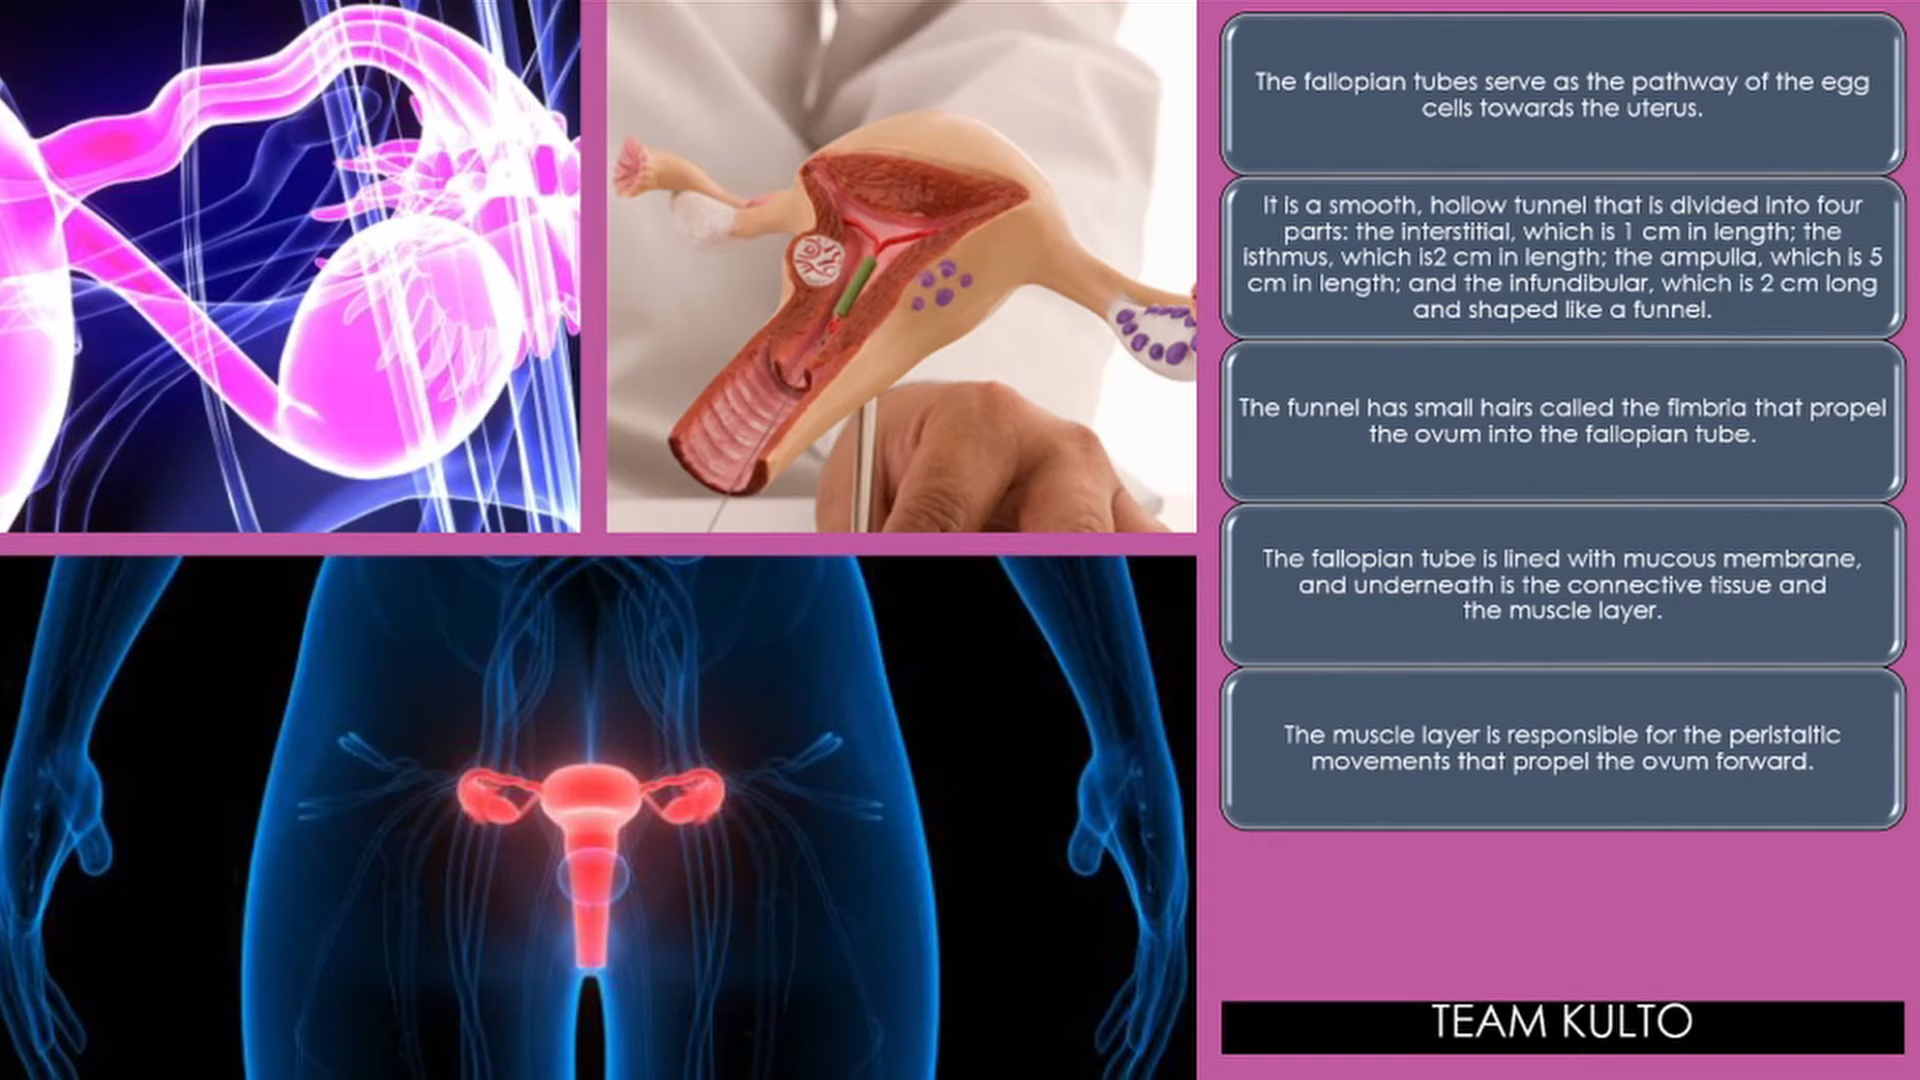 The fallopian tubes serve as the pathway of the egg
cells towards the uterus.
It is a smooth, hollow tunnel that is divided into four
parts: the interstitial, which is 1 cm in length; the
isthmus, which is2 cm in length; the ampulla, which is 5
cm in length; and the infundibular, which is 2 cm long
and shaped like a funnel.
The funnel has small hairs called the fimbria that propel
the ovum into the fallopian tube.
The fallopian tube is lined with mucous membrane,
and underneath is the connective tissue and
the muscle layer.
The muscle layer is responsible for the peristaltic
movements that propel the ovum forward.
TEAM KULTO